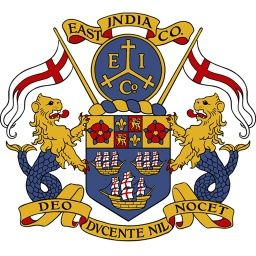 EAST INDIA CO.
E I
Co
DEO DVCENTE NIL NOCET